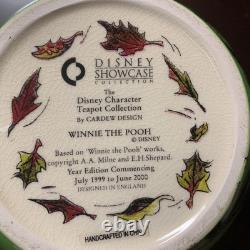 DISNEY
SHOWCASE
COLLECTION
The
Disney Character
Teapot Collection
By CARDEW DESIGN
WINNIE THE POOH
© DISNEY
Based on 'Winnie the Pooh' works,
copyright A.A. Milne and E.H.Shepard.
Year Edition Commencing
July 1999 to June 2000
DESIGNED IN ENGLAND
HANDCRAFTED IN